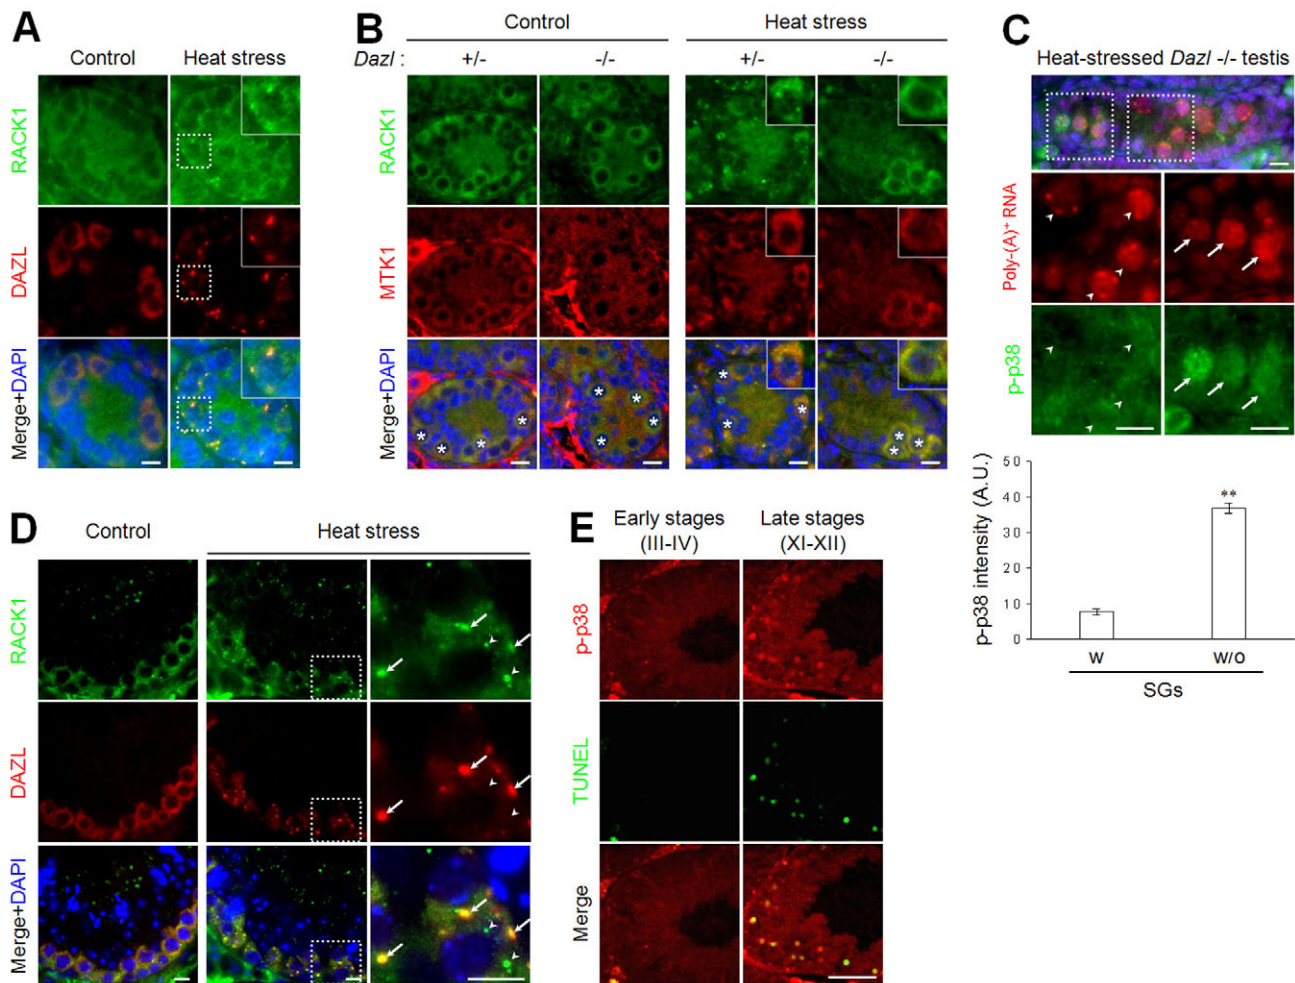 A
Control
Heat stress
RACK1
DAZL
Merge+DAPI
B
Control
Heat stress
Dazl :
+/-
-/-
+/-
-/-
RACK1
MTK1
Merge+DAPI
* * * *
* * * * *
* * * *
* * *
C
Heat-stressed Dazl -/- testis
Poly-(A)+ RNA
p-p38
p-p38 intensity (A.U.)
50
40
30
20
10
0
**
w
w/o
SGs
D
Control
Heat stress
RACK1
DAZL
Merge+DAPI
E
Early stages
(III-IV)
Late stages
(XI-XII)
p-p38
TUNEL
Merge